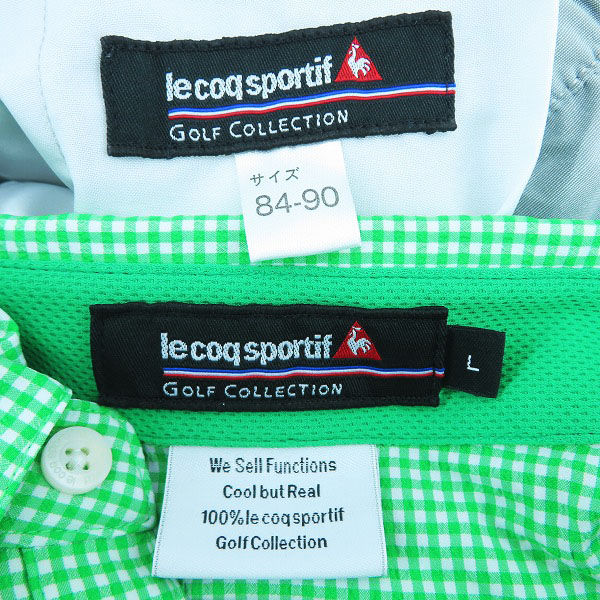 le coq sportif
GOLF COLLECTION
サイズ
84-90
le coq sportif
GOLF COLLECTION
L
We Sell Functions
Cool but Real
100% le coq sportif
Golf Collection